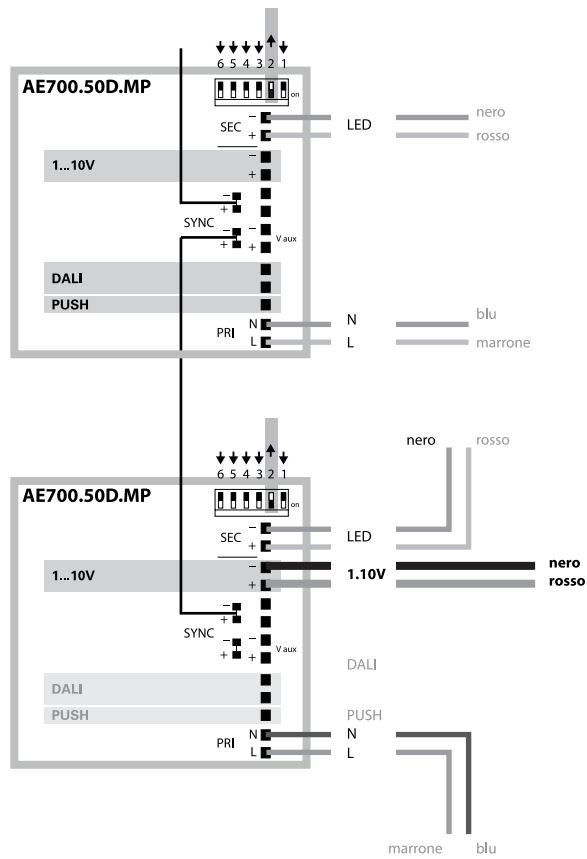 6 5 4 3 2 1
AE700.50D.MP
on
SEC - LED nero
+ rosso
1...10V -
+
- +
SYNC
- + - + V aux
DALI
PUSH
PRI N N blu
L L marrone
nero rosso
6 5 4 3 2 1
AE700.50D.MP
on
SEC - LED
+
1...10V - 1.10V nero
+ rosso
- +
SYNC
- + - + V aux
DALI
DALI
PUSH PUSH
PRI N N
L L
marrone blu